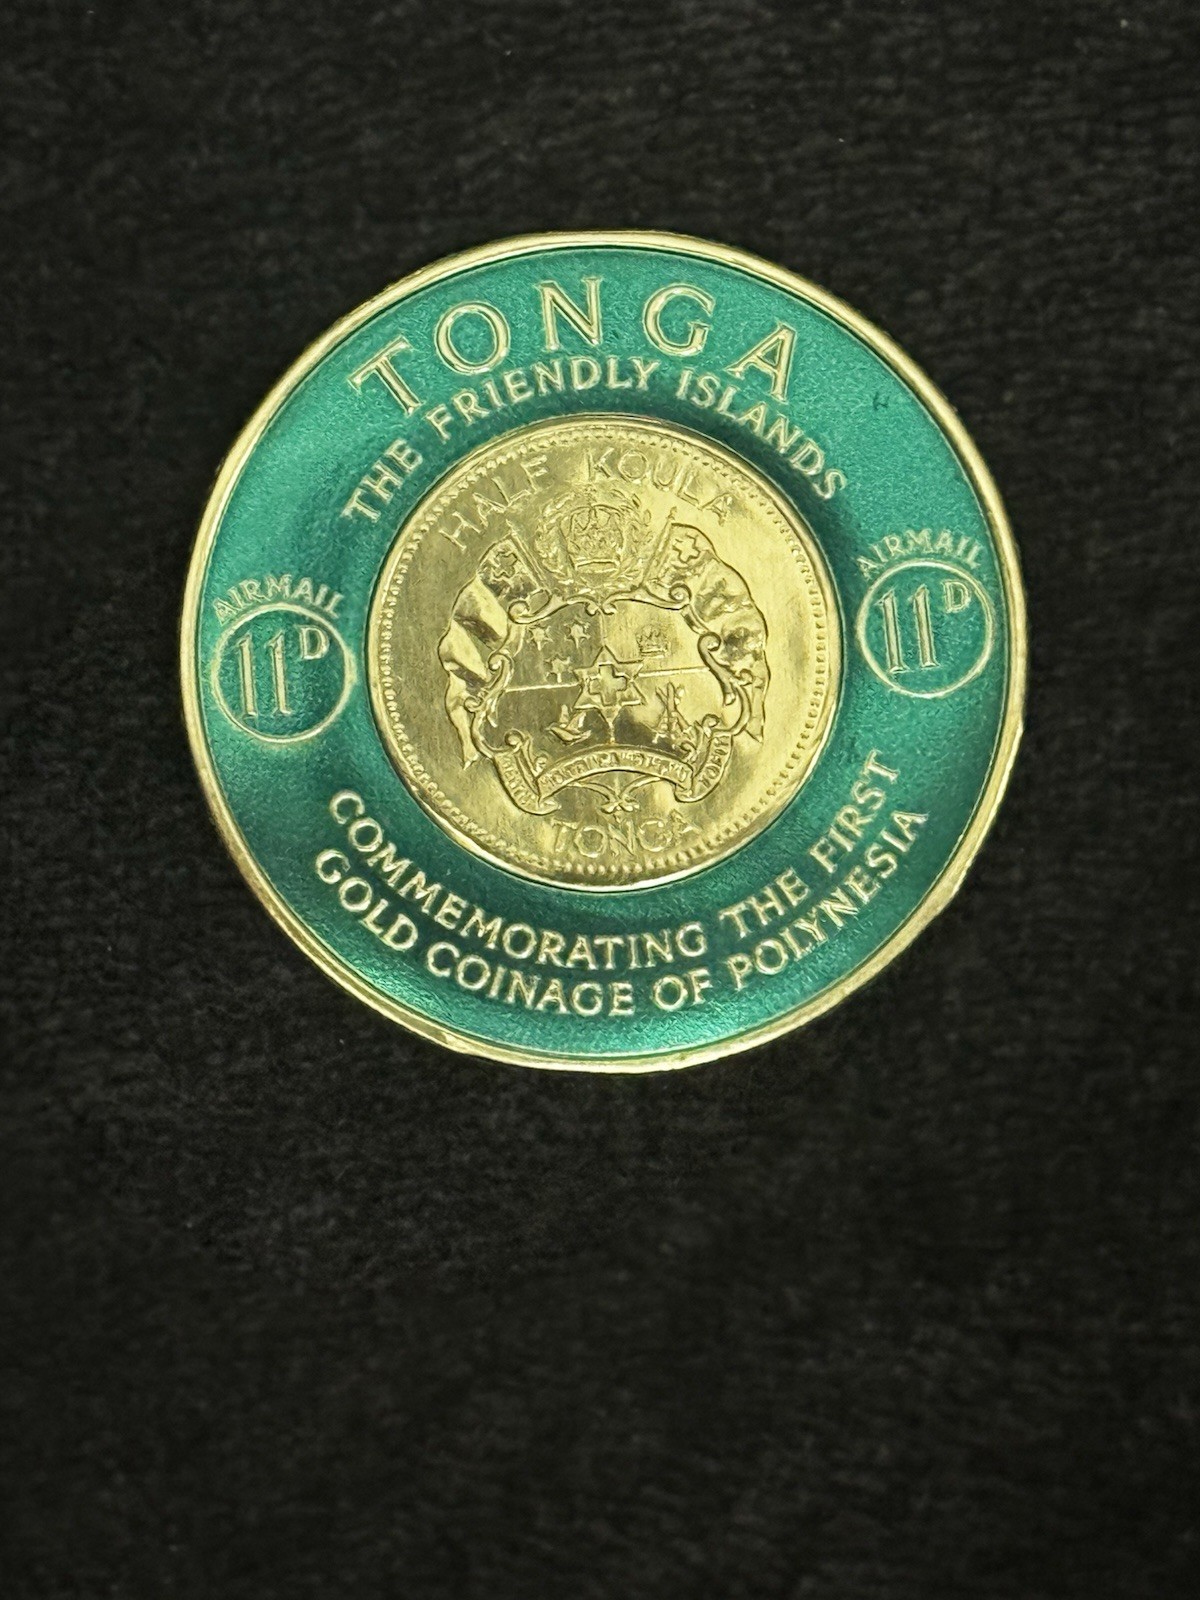 TONGA
THE FRIENDLY ISLANDS
HALF KOULA
AIRMAIL
11D
AIRMAIL
11D
TONGA
COMMEMORATING THE FIRST
GOLD COINAGE OF POLYNESIA